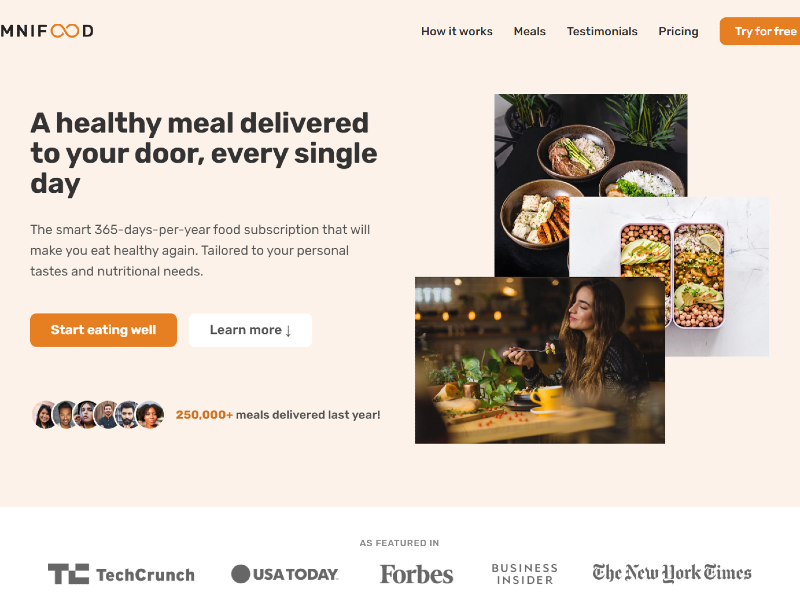 MNIFOOD
How it works
Meals
Testimonials
Pricing
Try for free
A healthy meal delivered
to your door, every single
day
The smart 365-days-per-year food subscription that will
make you eat healthy again. Tailored to your personal
tastes and nutritional needs.
Start eating well
Learn more ↓
250,000+ meals delivered last year!
AS FEATURED IN
TechCrunch
USA TODAY
Forbes
BUSINESS
INSIDER
The New York Times